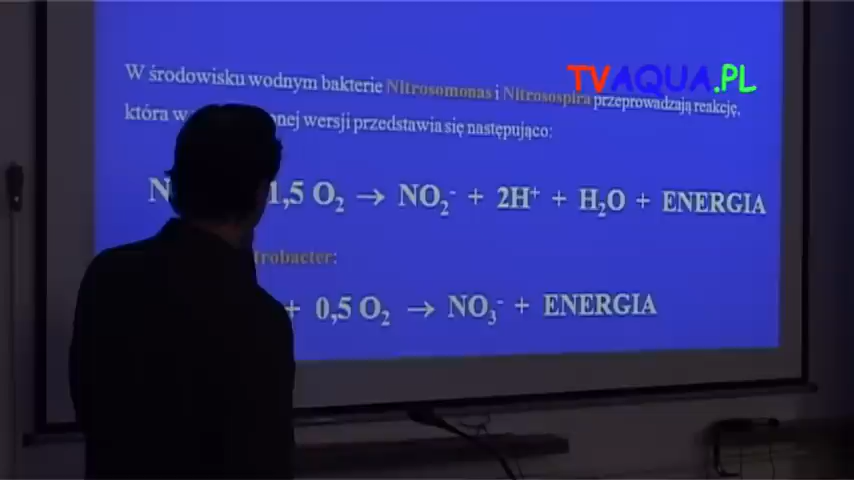 TVAQUA.PL
W środowisku wodnym bakterie Nitrosomonas i Nitrosospira przeprowadzają reakcję,
która w onej wersji przedstawia się następująco:
N 1,5 O₂ → NO₂⁻ + 2H⁺ + H₂O + ENERGIA
trobacter:
+ 0,5 O₂ → NO₃⁻ + ENERGIA